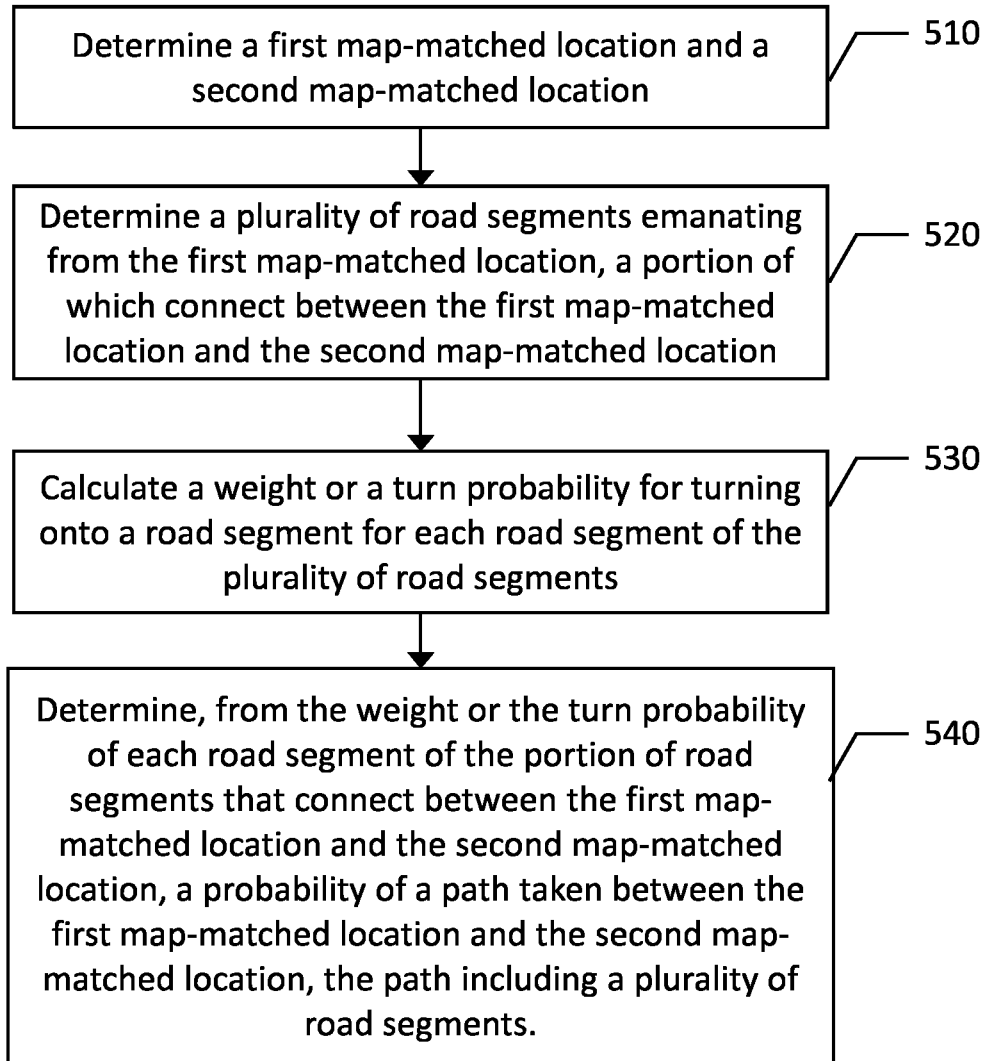 Determine a first map-matched location and a
second map-matched location
510
Determine a plurality of road segments emanating
from the first map-matched location, a portion of
which connect between the first map-matched
location and the second map-matched location
520
Calculate a weight or a turn probability for turning
onto a road segment for each road segment of the
plurality of road segments
530
Determine, from the weight or the turn probability
of each road segment of the portion of road
segments that connect between the first map-
matched location and the second map-matched
location, a probability of a path taken between the
first map-matched location and the second map-
matched location, the path including a plurality of
road segments.
540